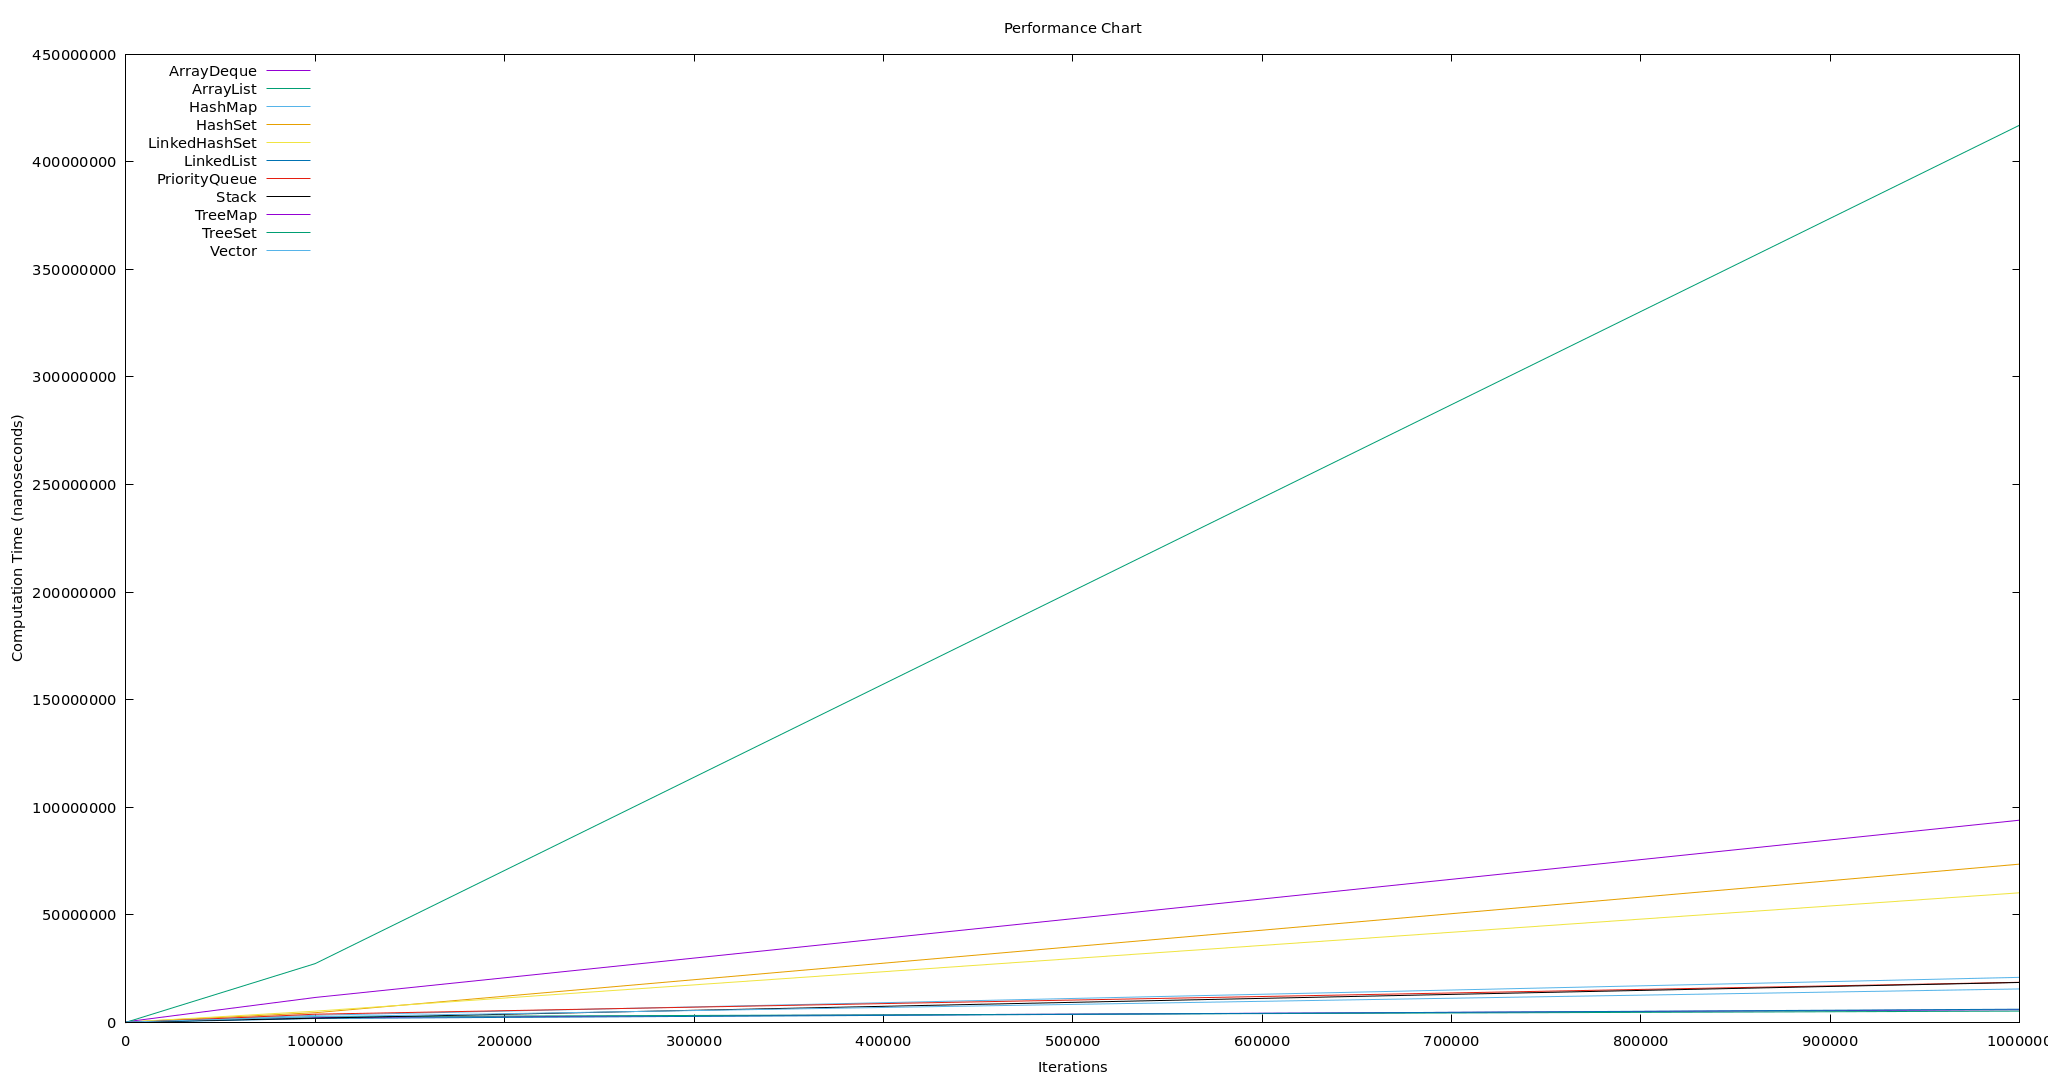 Performance Chart
450000000
400000000
350000000
300000000
250000000
200000000
150000000
100000000
50000000
0
ArrayDeque
ArrayList
HashMap
HashSet
LinkedHashSet
LinkedList
PriorityQueue
Stack
TreeMap
TreeSet
Vector
Computation Time (nanoseconds)
0 100000 200000 300000 400000 500000 600000 700000 800000 900000 1000000
Iterations